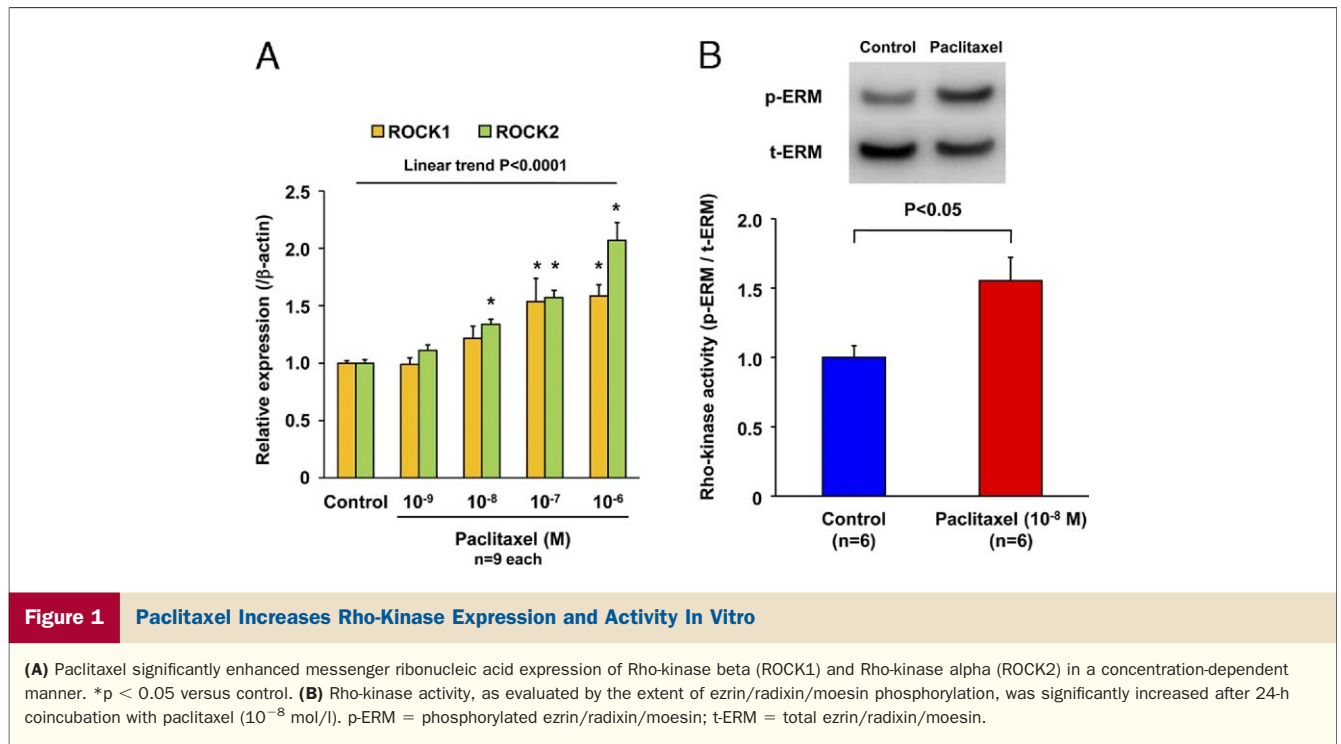 A
ROCK1 ROCK2
Linear trend P<0.0001
2.5
2.0
1.5
1.0
0.5
0
Relative expression (/β-actin)
*
* *
* *
Control 10⁻⁹ 10⁻⁸ 10⁻⁷ 10⁻⁶
Paclitaxel (M)
n=9 each
B
Control Paclitaxel
p-ERM
t-ERM
P<0.05
2.0
1.5
1.0
0.5
0
Rho-kinase activity (p-ERM / t-ERM)
Control Paclitaxel (10⁻⁸ M)
(n=6) (n=6)
Figure 1 Paclitaxel Increases Rho-Kinase Expression and Activity In Vitro
(A) Paclitaxel significantly enhanced messenger ribonucleic acid expression of Rho-kinase beta (ROCK1) and Rho-kinase alpha (ROCK2) in a concentration-dependent
manner. *p < 0.05 versus control. (B) Rho-kinase activity, as evaluated by the extent of ezrin/radixin/moesin phosphorylation, was significantly increased after 24-h
coincubation with paclitaxel (10⁻⁸ mol/l). p-ERM = phosphorylated ezrin/radixin/moesin; t-ERM = total ezrin/radixin/moesin.